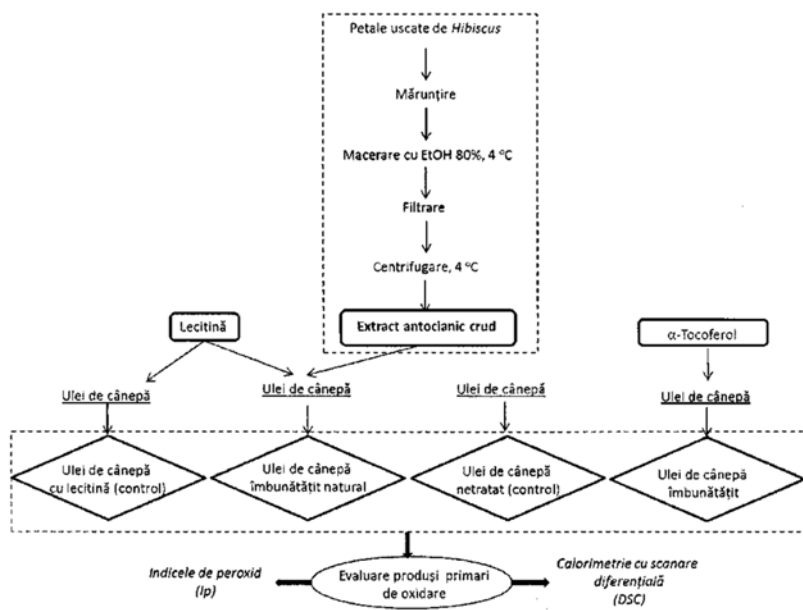 Petale uscate de Hibiscus
Mărunțire
Macerare cu EtOH 80%, 4 °C
Filtrare
Centrifugare, 4 °C
Lecitină
Extract antocianic crud
α-Tocoferol
Ulei de cânepă
Ulei de cânepă
Ulei de cânepă
Ulei de cânepă
Ulei de cânepă
cu lecitină (control)
Ulei de cânepă
îmbunătățit natural
Ulei de cânepă
netratat (control)
Ulei de cânepă
îmbunătățit
Indicele de peroxid
(Ip)
Evaluare produși primari
de oxidare
Calorimetrie cu scanare
diferențială
(DSC)